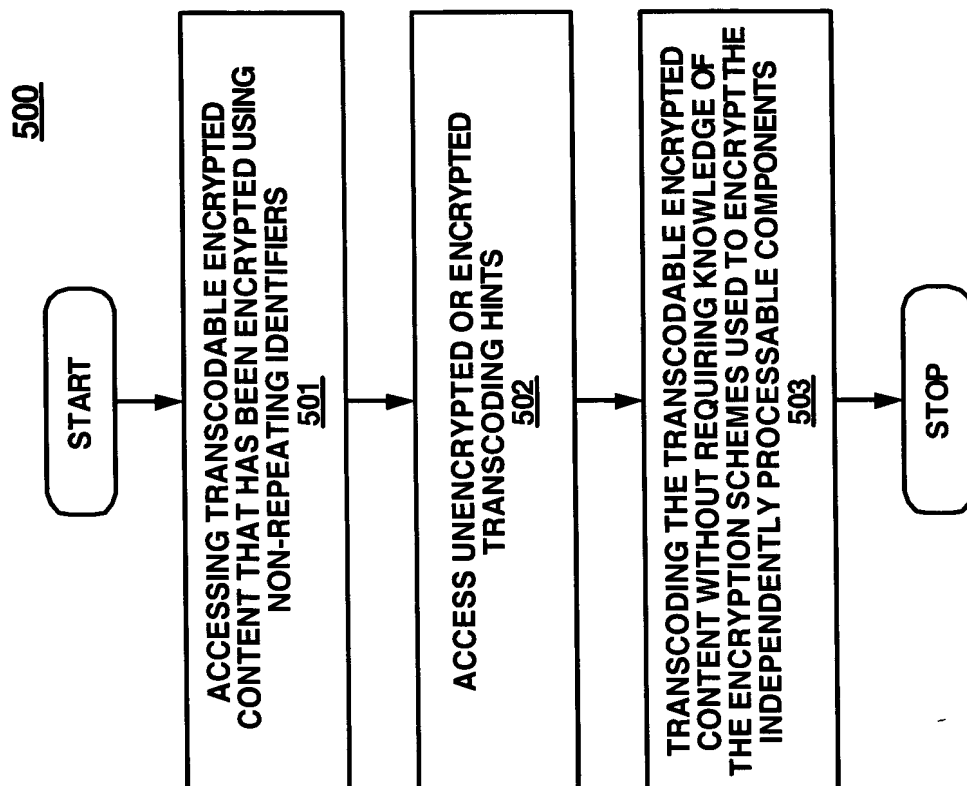 500
START
ACCESSING TRANSCODABLE ENCRYPTED
CONTENT THAT HAS BEEN ENCRYPTED USING
NON-REPEATING IDENTIFIERS
501
ACCESS UNENCRYPTED OR ENCRYPTED
TRANSCODING HINTS
502
TRANSCODING THE TRANSCODABLE ENCRYPTED
CONTENT WITHOUT REQUIRING KNOWLEDGE OF
THE ENCRYPTION SCHEMES USED TO ENCRYPT THE
INDEPENDENTLY PROCESSABLE COMPONENTS
503
STOP